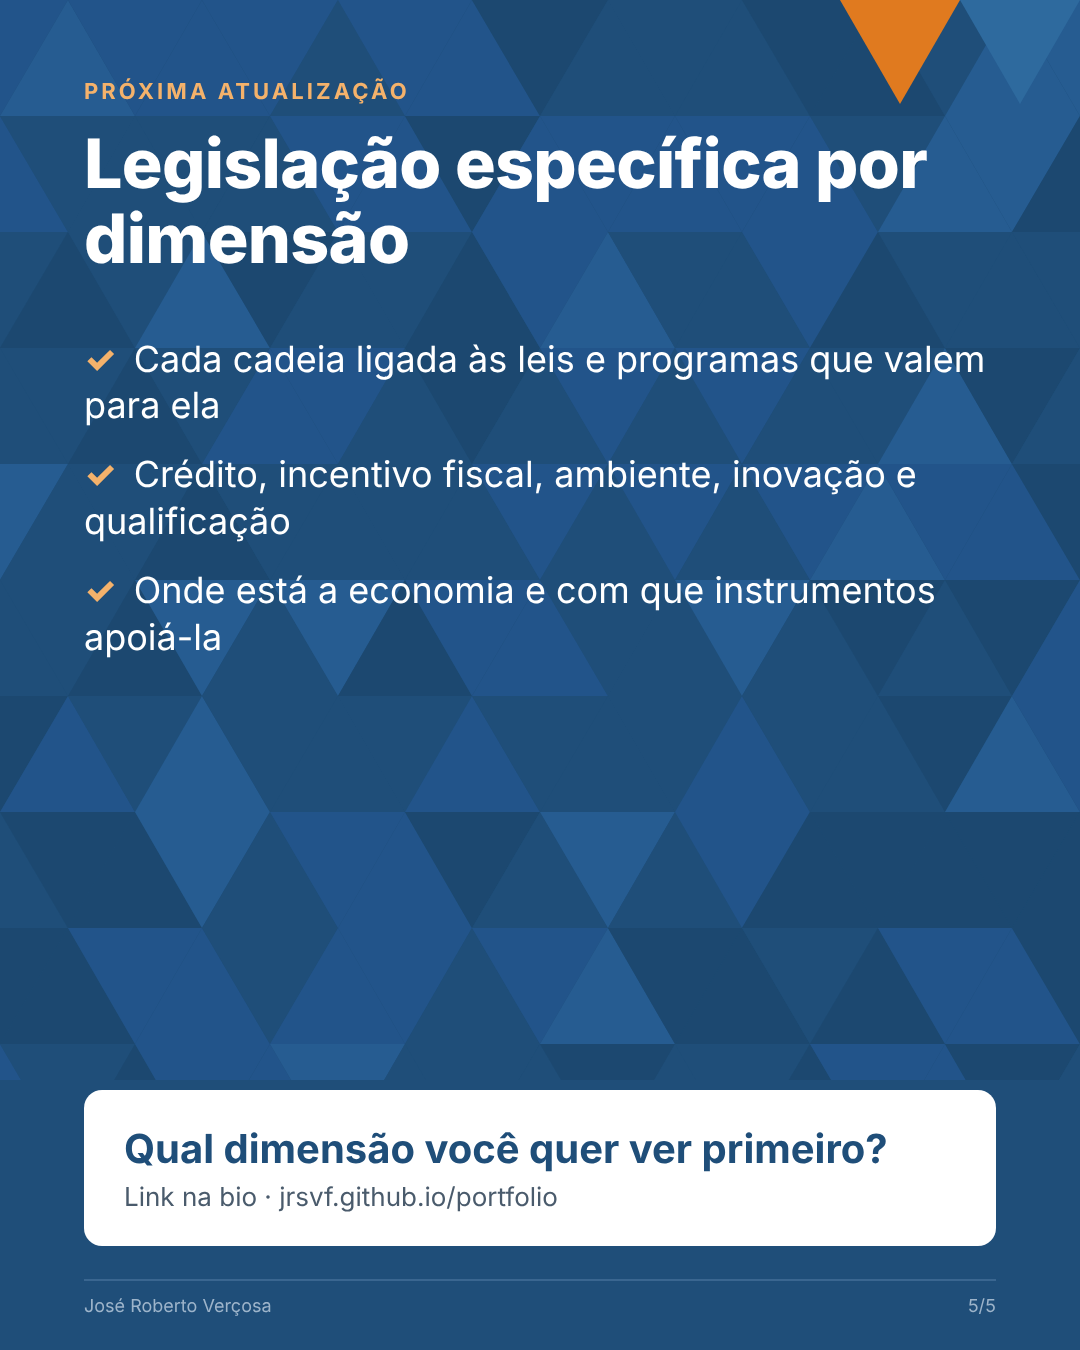 PRÓXIMA ATUALIZAÇÃO
Legislação específica por
dimensão
✓ Cada cadeia ligada às leis e programas que valem
para ela
✓ Crédito, incentivo fiscal, ambiente, inovação e
qualificação
✓ Onde está a economia e com que instrumentos
apoiá-la
Qual dimensão você quer ver primeiro?
Link na bio · jrsvf.github.io/portfolio
José Roberto Verçosa
5/5